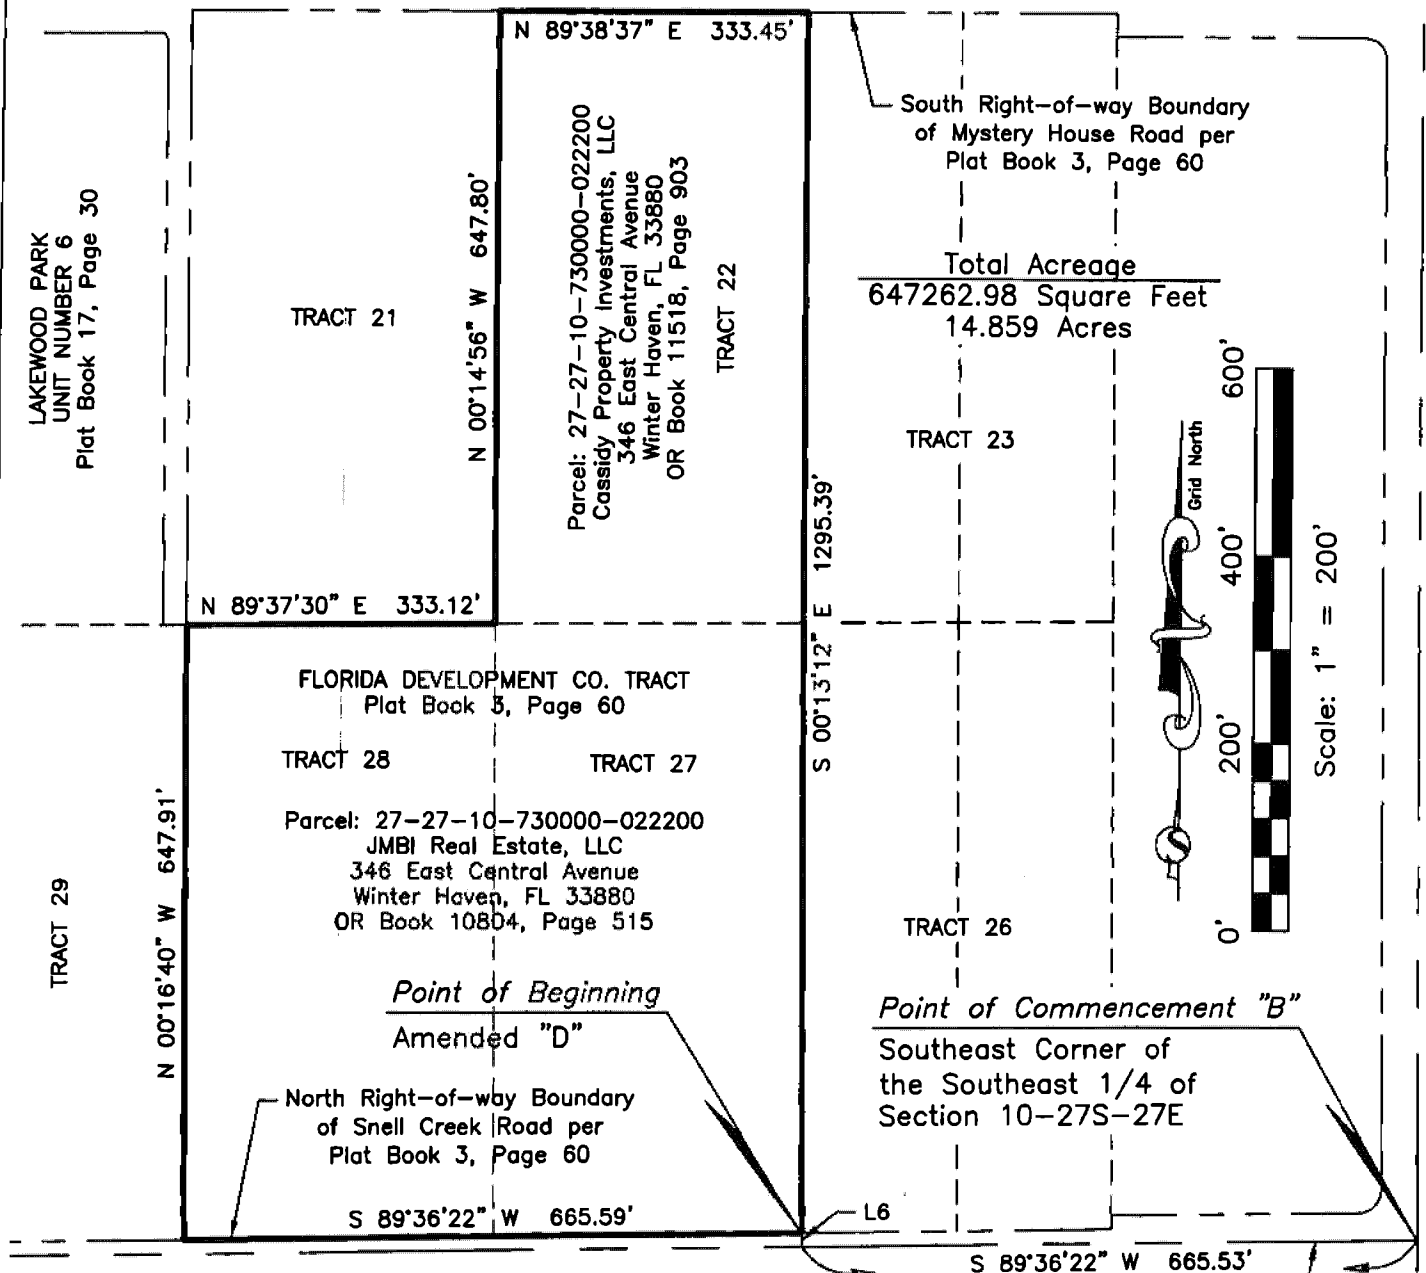 N 89°38'37" E 333.45'
South Right-of-way Boundary
of Mystery House Road per
Plat Book 3, Page 60
LAKEWOOD PARK
UNIT NUMBER 6
Plat Book 17, Page 30
TRACT 21
N 00°14'56" W 647.80'
Parcel: 27-27-10-730000-022200
Cassidy Property Investments, LLC
346 East Central Avenue
Winter Haven, FL 33880
OR Book 11518, Page 903
TRACT 22
Total Acreage
647262.98 Square Feet
14.859 Acres
TRACT 23
Grid North
600'
400'
200'
0'
Scale: 1" = 200'
S 00°13'12" E 1295.39'
N 89°37'30" E 333.12'
FLORIDA DEVELOPMENT CO. TRACT
Plat Book 3, Page 60
TRACT 28
TRACT 27
Parcel: 27-27-10-730000-022200
JMBI Real Estate, LLC
346 East Central Avenue
Winter Haven, FL 33880
OR Book 10804, Page 515
N 00°16'40" W 647.91'
TRACT 29
TRACT 26
Point of Beginning
Amended "D"
Point of Commencement "B"
Southeast Corner of
the Southeast 1/4 of
Section 10-27S-27E
North Right-of-way Boundary
of Snell Creek Road per
Plat Book 3, Page 60
S 89°36'22" W 665.59'
L6
S 89°36'22" W 665.53'